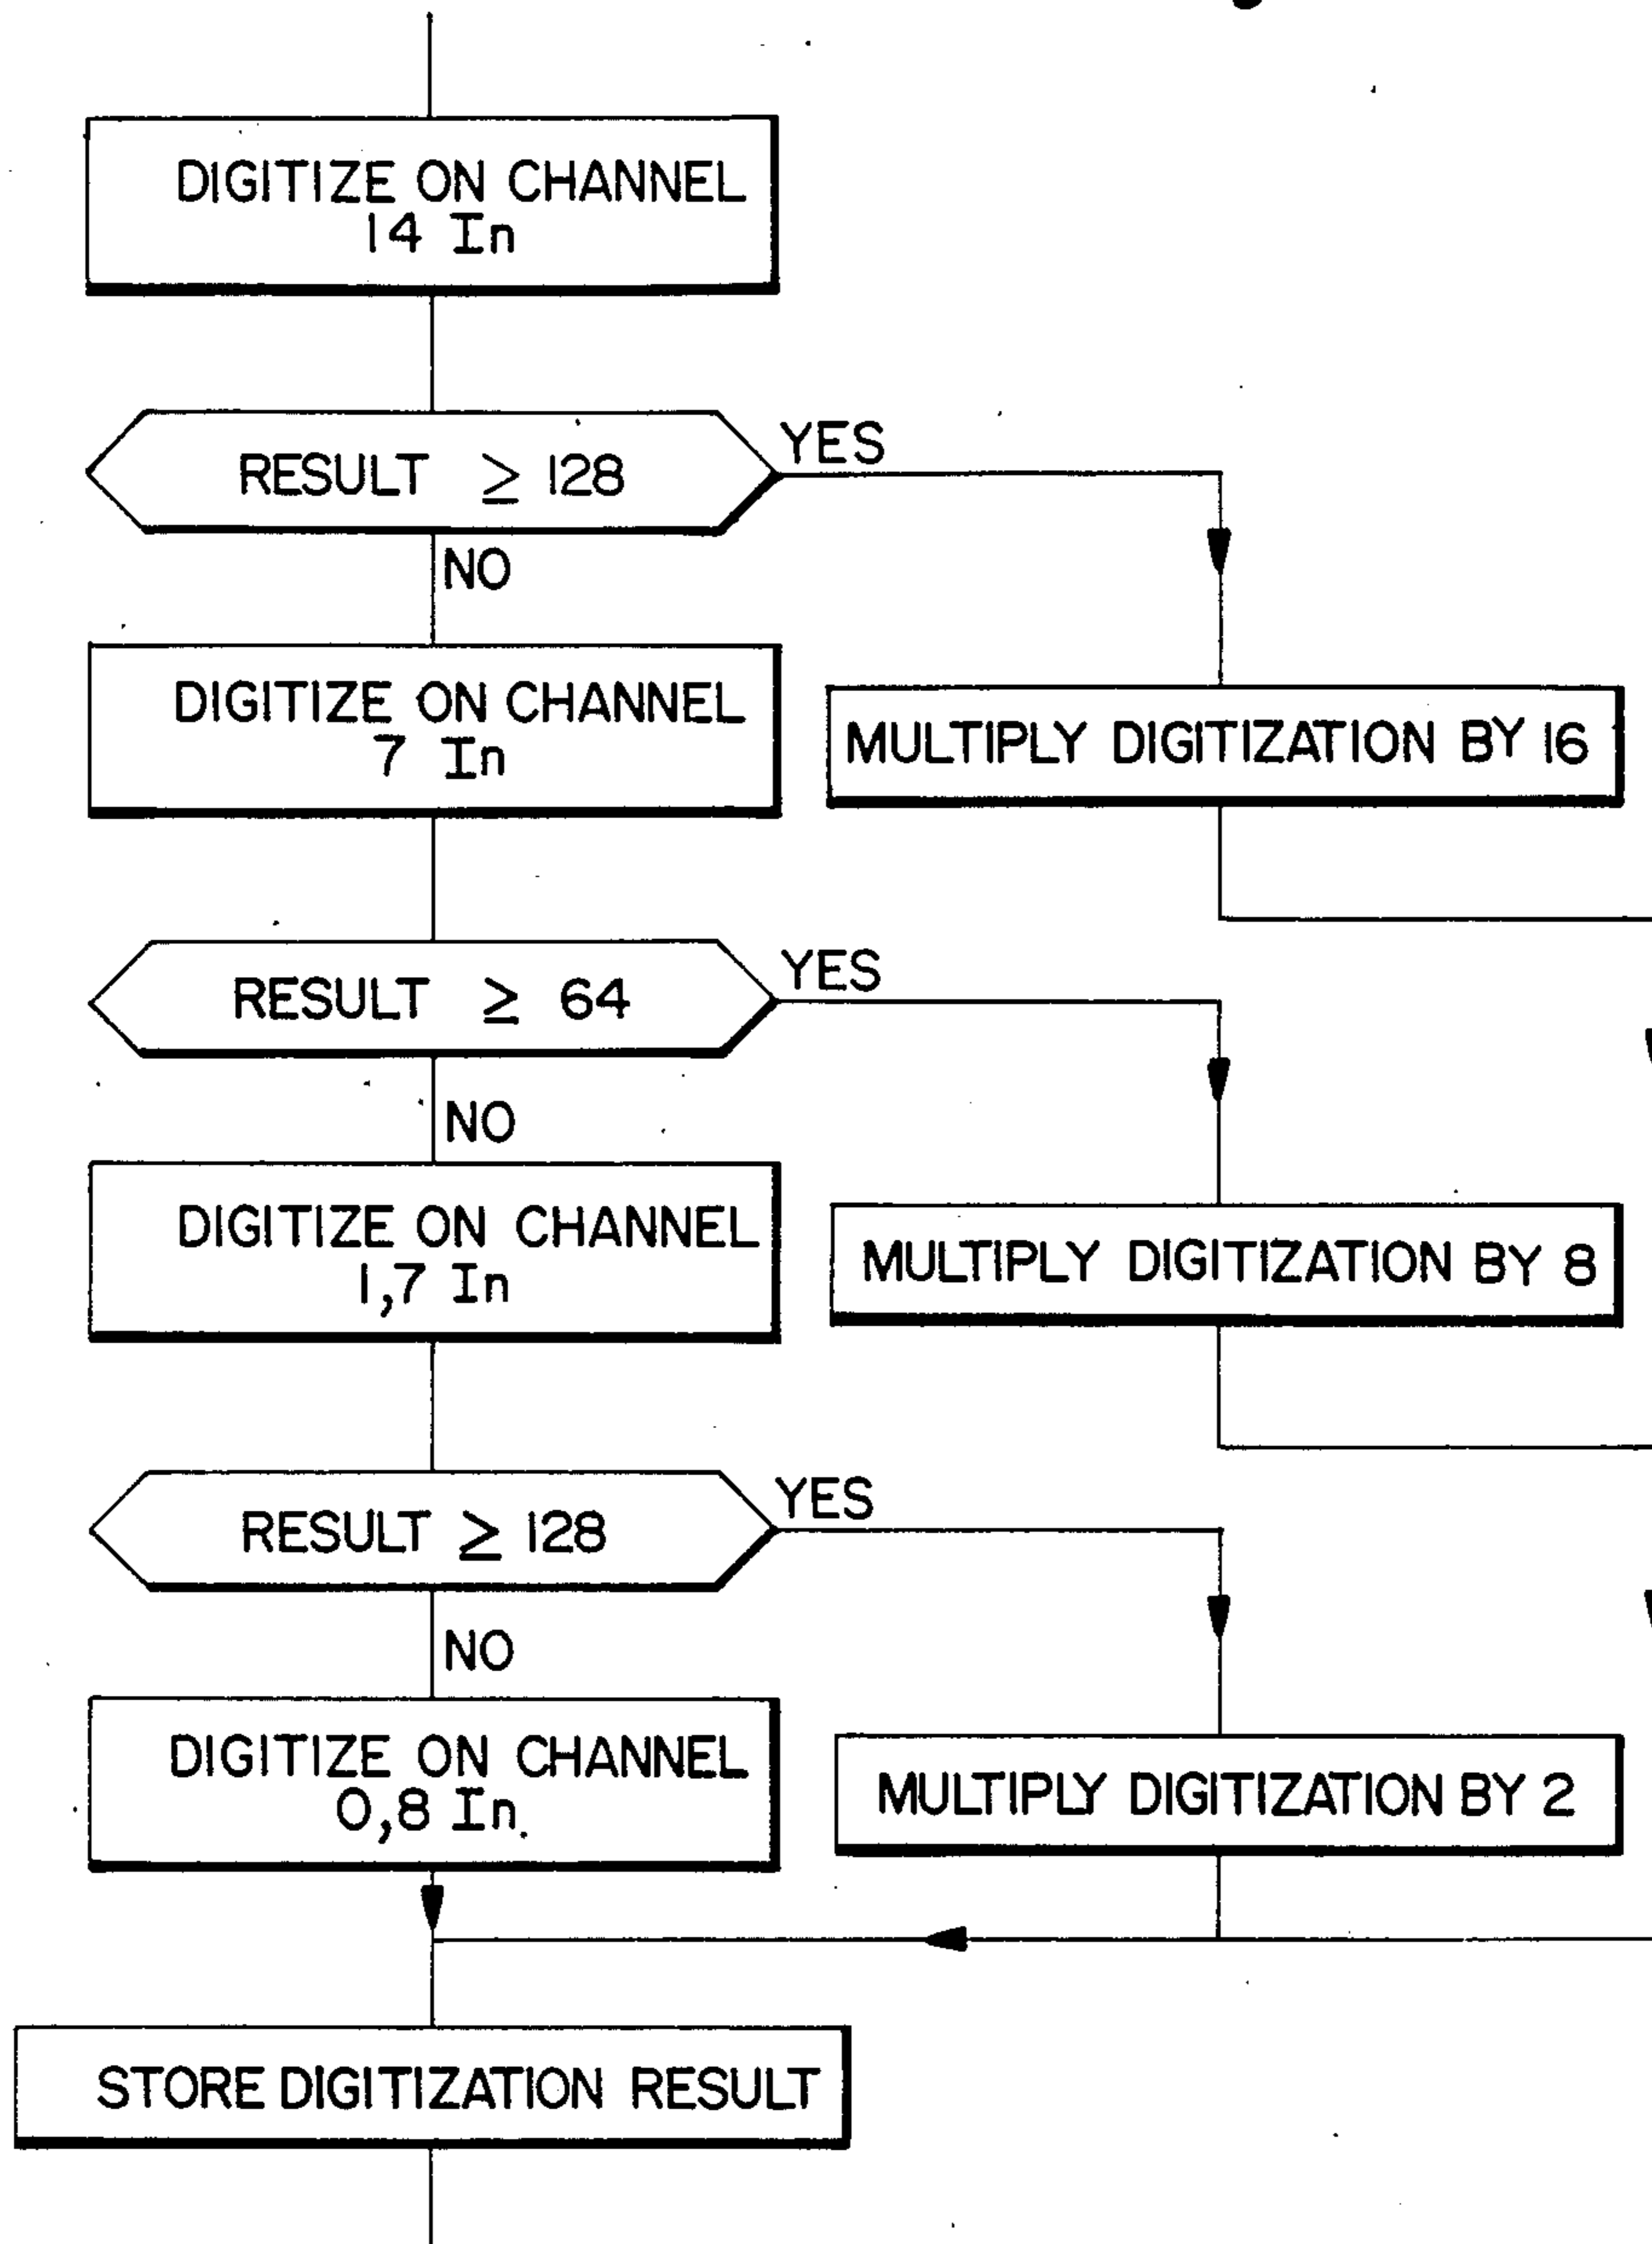 DIGITIZE ON CHANNEL
14 In
RESULT ≥ 128
YES
NO
DIGITIZE ON CHANNEL
7 In
MULTIPLY DIGITIZATION BY 16
RESULT ≥ 64
YES
NO
DIGITIZE ON CHANNEL
1,7 In
MULTIPLY DIGITIZATION BY 8
RESULT ≥ 128
YES
NO
DIGITIZE ON CHANNEL
0,8 In.
MULTIPLY DIGITIZATION BY 2
STORE DIGITIZATION RESULT